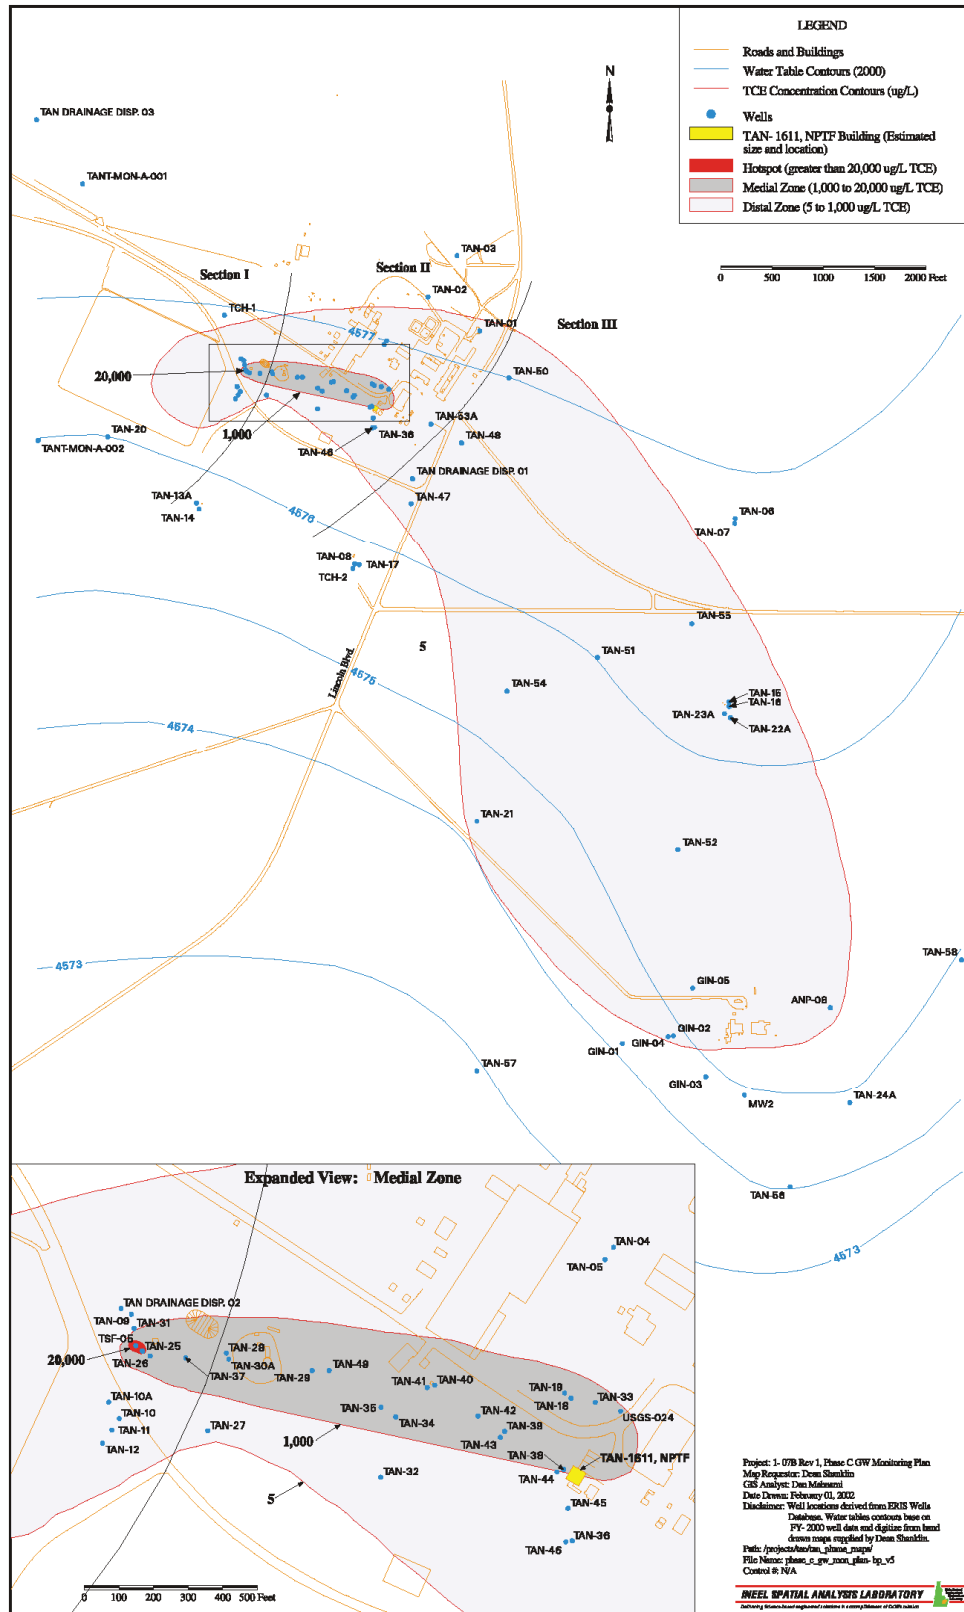 LEGEND
Roads and Buildings
Water Table Contours (2000)
TCE Concentration Contours (ug/L)
Wells
TAN- 1611, NPTF Building (Estimated
size and location)
Hotspot (greater than 20,000 ug/L TCE)
Medial Zone (1,000 to 20,000 ug/L TCE)
Distal Zone (5 to 1,000 ug/L TCE)
N
0 500 1000 1500 2000 Feet
TAN DRAINAGE DISP. 03
TANT-MON-A-001
TAN-03
Section I
Section II
TAN-02
TCH-1
Section III
TAN-01
4577
20,000
TAN-50
1,000
TAN-53A
TAN-20
TAN-36
TAN-48
TANT-MON-A-002
TAN-46
TAN DRAINAGE DISP. 01
TAN-13A
TAN-47
TAN-14
4576
TAN-06
TAN-07
TAN-08
TAN-17
TCH-2
TAN-55
5
TAN-51
Lincoln Blvd.
4575
TAN-54
TAN-15
TAN-16
TAN-23A
TAN-22A
4574
TAN-21
TAN-52
4573
TAN-58
GIN-05
ANP-08
GIN-02
GIN-04
GIN-01
TAN-57
GIN-03
MW2
TAN-24A
TAN-56
4573
Expanded View: Medial Zone
TAN-04
TAN-05
TAN DRAINAGE DISP. 02
TAN-09
TAN-31
TSF-05
TAN-25
TAN-28
20,000
TAN-26
TAN-30A
TAN-37
TAN-29
TAN-49
TAN-41
TAN-40
TAN-19
TAN-18
TAN-33
TAN-10A
TAN-35
TAN-42
USGS-024
TAN-10
TAN-34
TAN-11
TAN-27
TAN-38
TAN-12
1,000
TAN-43
TAN-39
TAN-1611, NPTF
TAN-32
TAN-44
5
TAN-45
TAN-36
TAN-46
0 100 200 300 400 500 Feet
Project: 1- 07B Rev 1, Phase C GW Monitoring Plan
Map Requestor: Dean Shanklin
GIS Analyst: Dan Mahnami
Date Drawn: February 01, 2002
Disclaimer: Well locations derived from ERIS Wells
Database. Water tables contours base on
FY- 2000 well data and digitize from hand
drawn maps supplied by Dean Shanklin.
Path: /projects/tan/tan_plume_maps/
File Name: phase_c_gw_mon_plan- bp_v5
Control #: N/A
INEEL SPATIAL ANALYSIS LABORATORY